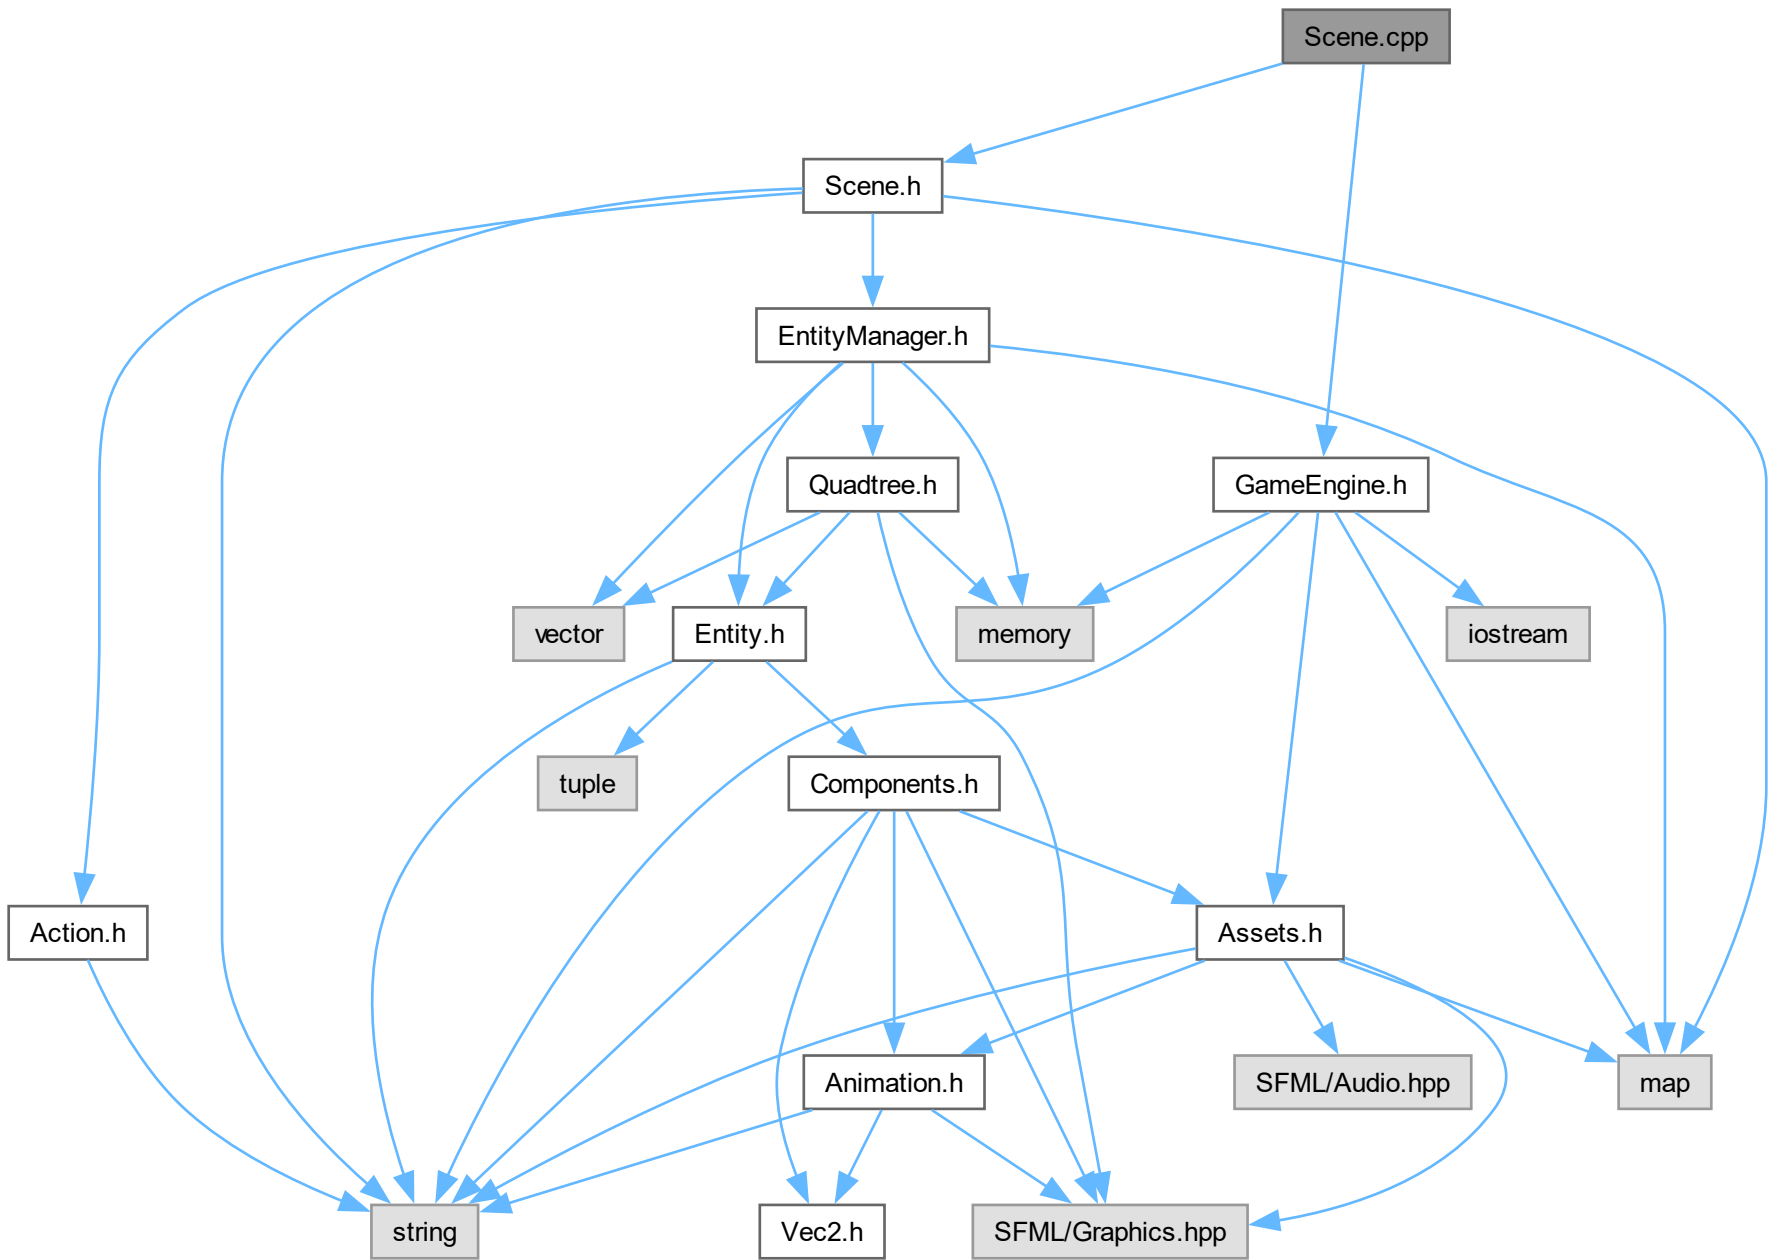 Scene.cpp
Scene.h
EntityManager.h
Quadtree.h
GameEngine.h
vector
Entity.h
memory
iostream
tuple
Components.h
Action.h
Assets.h
Animation.h
SFML/Audio.hpp
map
string
Vec2.h
SFML/Graphics.hpp